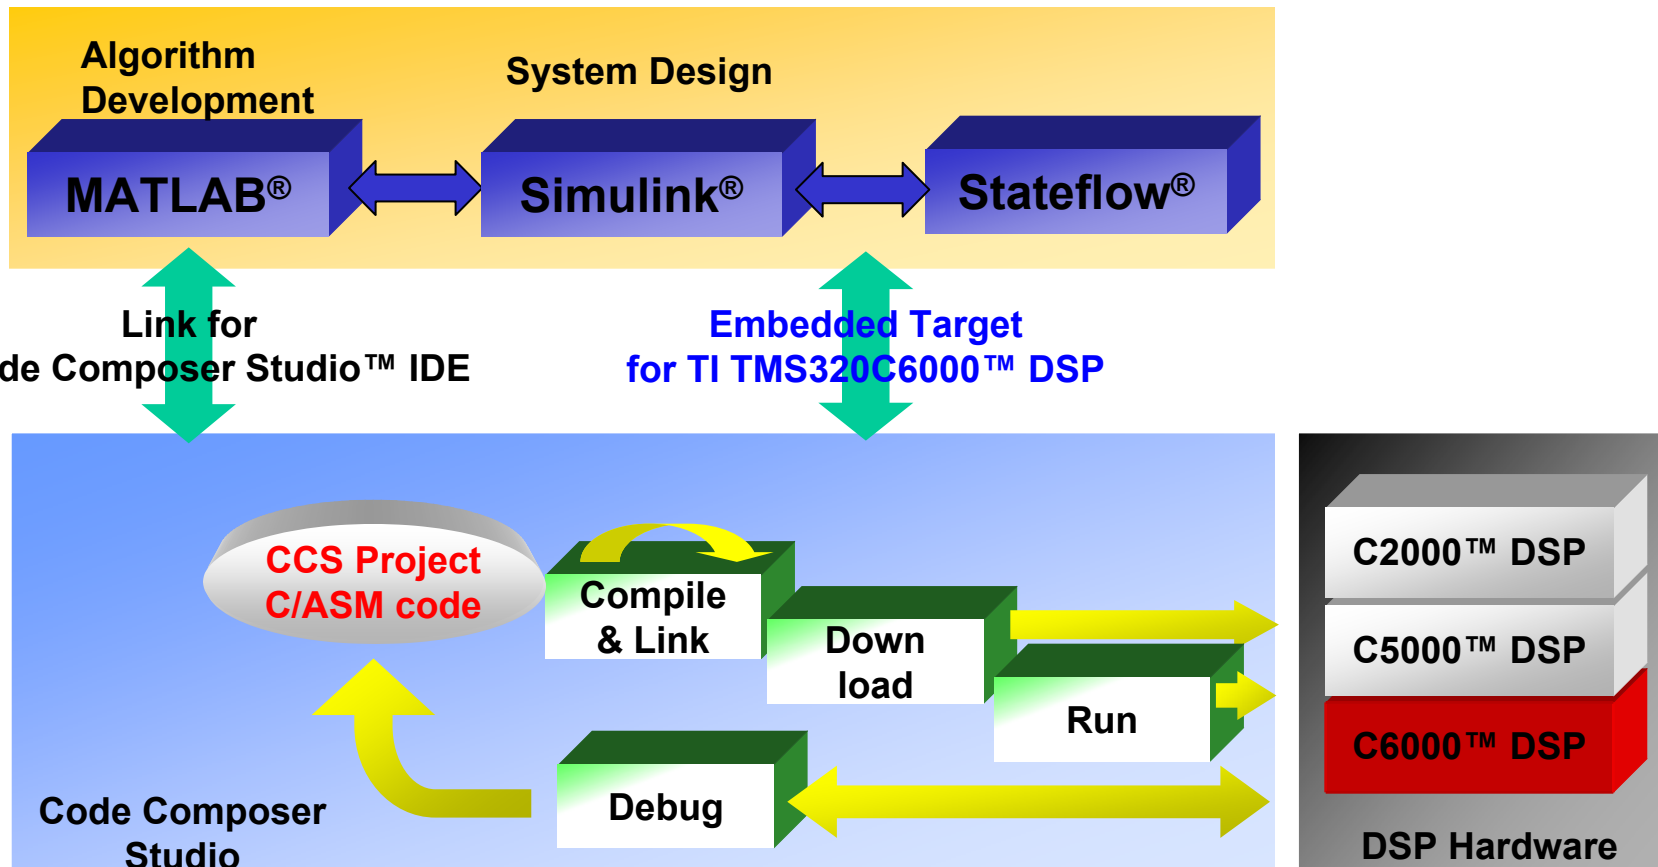 Algorithm
Development
System Design
MATLAB®
Simulink®
Stateflow®
Link for
de Composer Studio™ IDE
Embedded Target
for TI TMS320C6000™ DSP
CCS Project
C/ASM code
Compile
& Link
Down
load
Run
Debug
Code Composer
Studio
C2000™ DSP
C5000™ DSP
C6000™ DSP
DSP Hardware